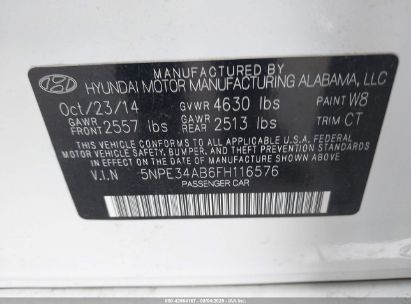 MANUFACTURED BY
HYUNDAI MOTOR MANUFACTURING ALABAMA, LLC
Oct/23/14 GVWR 4630 lbs PAINT W8
GAWR FRONT 2557 lbs GAWR REAR 2513 lbs TRIM CT
THIS VEHICLE CONFORMS TO ALL APPLICABLE U.S.A. FEDERAL
MOTOR VEHICLE SAFETY, BUMPER, AND THEFT PREVENTION
STANDARDS IN EFFECT ON THE DATE OF MANUFACTURE SHOWN ABOVE.
V.I.N 5NPE34AB6FH116576
PASSENGER CAR